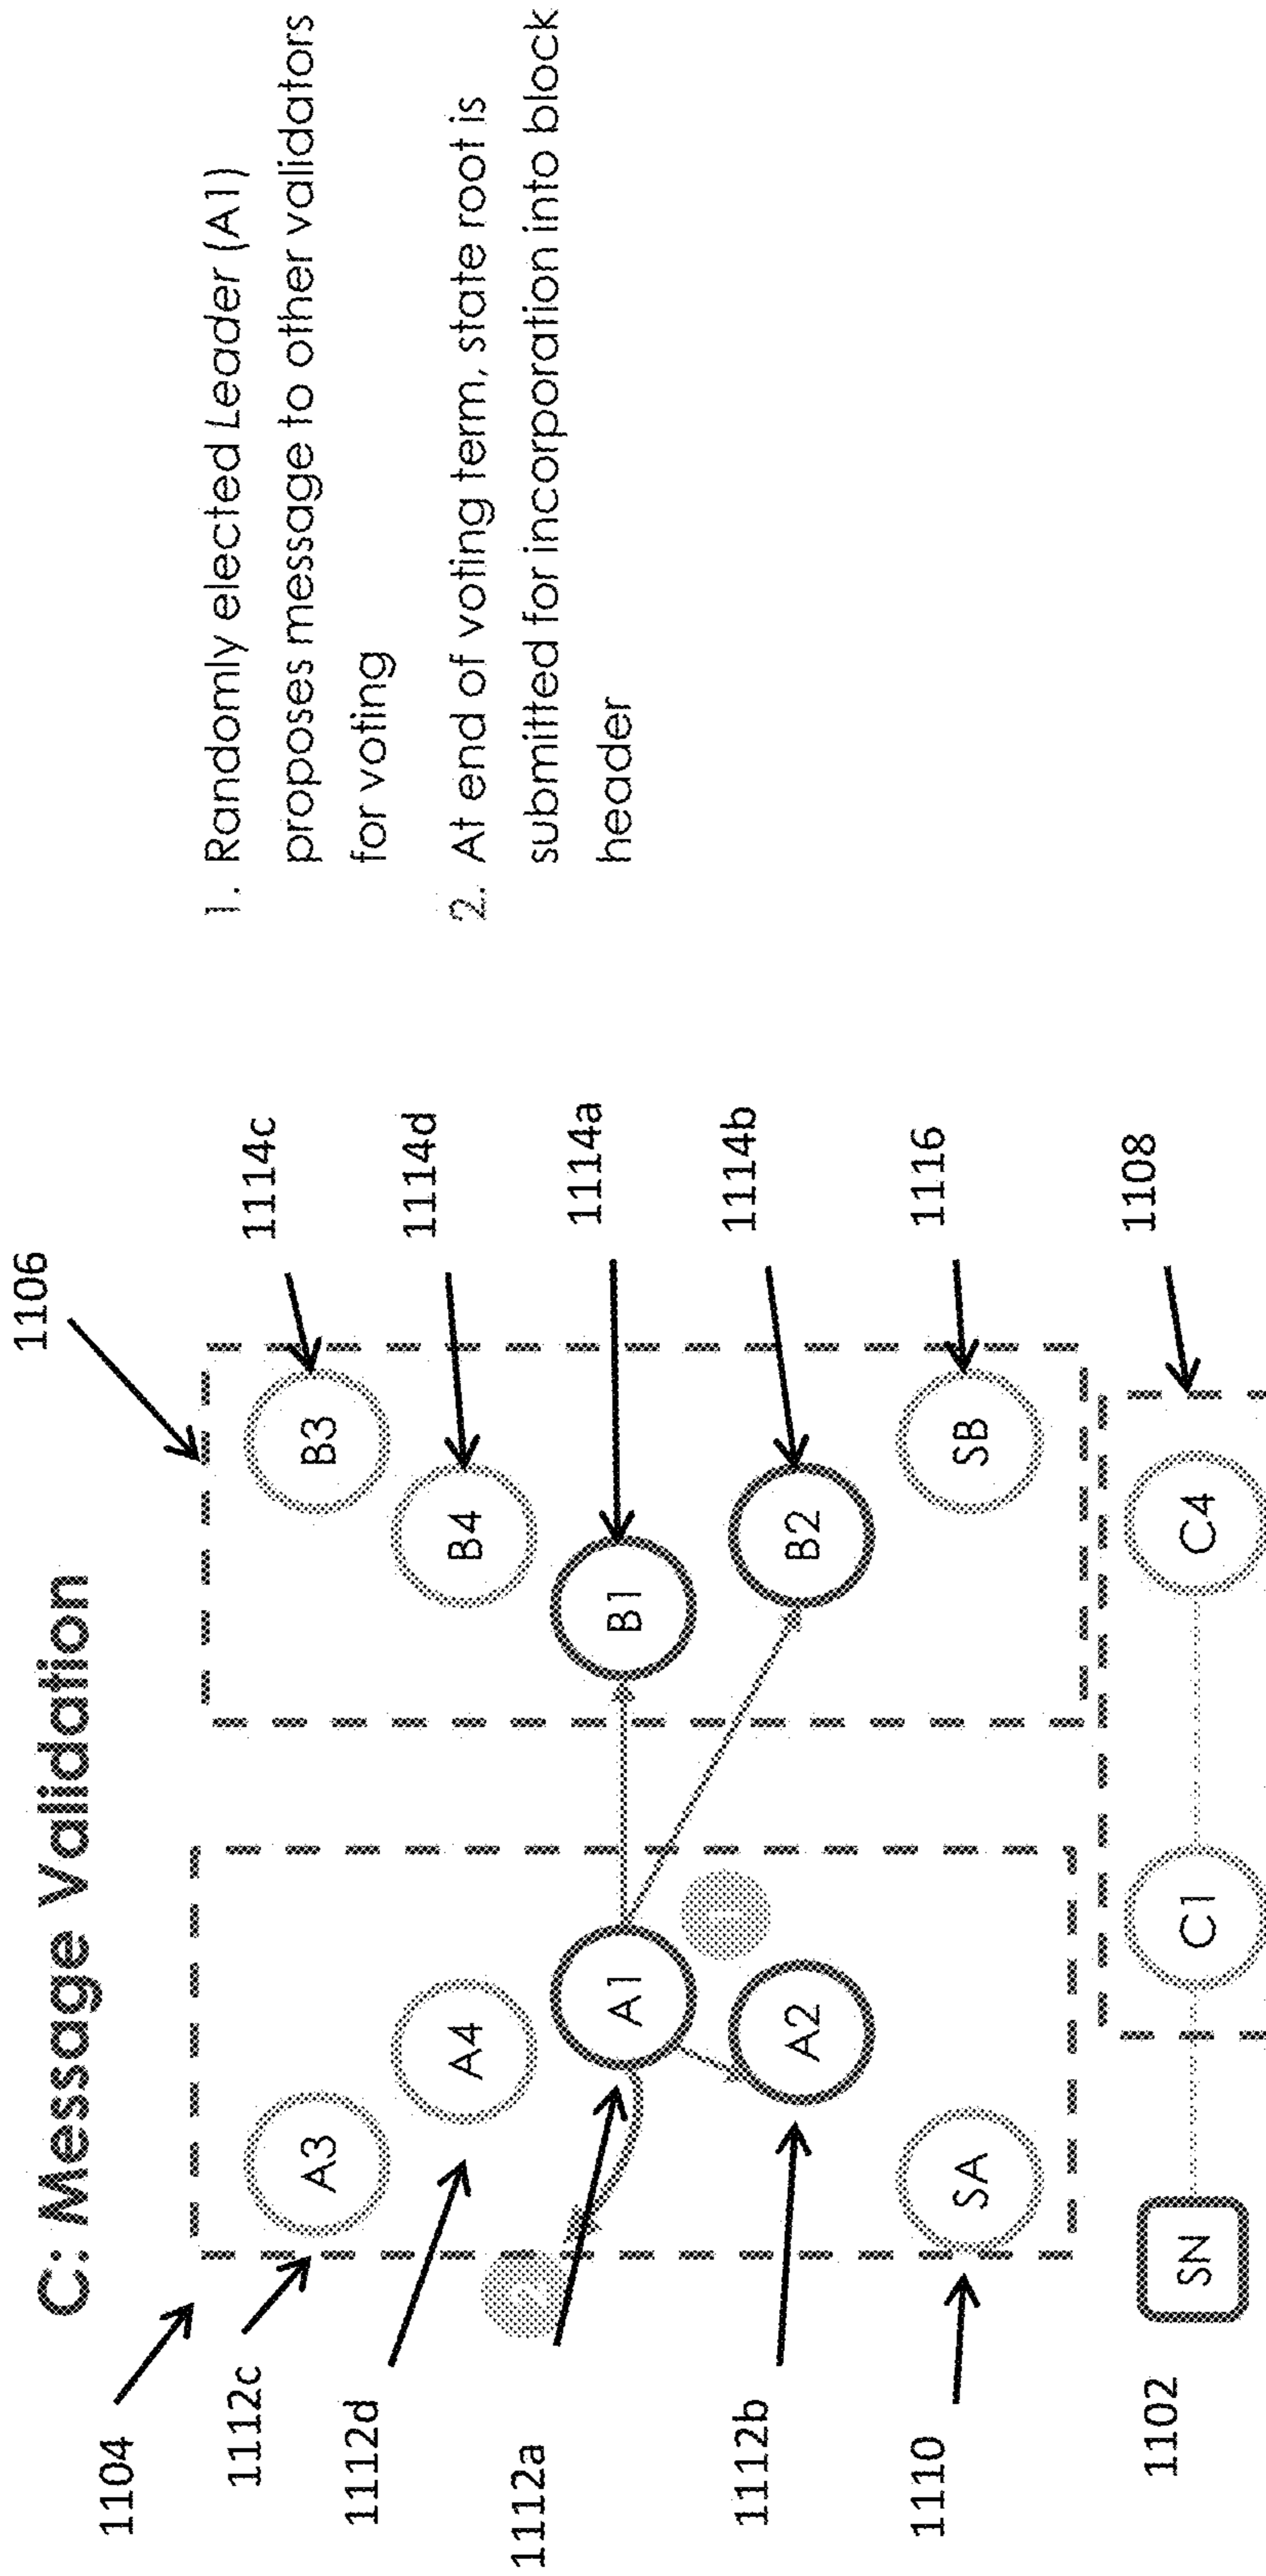 C: Message Validation
1104
1106
1112c
1112d
1112a
1112b
1110
1102
A3
A4
A1
A2
SA
1
2
B3
B4
B1
B2
SB
1114c
1114d
1114a
1114b
1116
1108
SN
C1
C4
1. Randomly elected Leader (A1)
proposes message to other validators
for voting
2. At end of voting term, state root is
submitted for incorporation into block
header